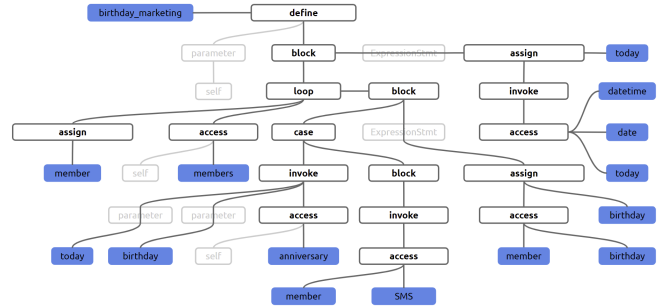 birthday_marketing define
parameter block ExpressionStmt assign today
self loop block invoke datetime
assign access case ExpressionStmt access date
member self members invoke block assign today
parameter parameter access invoke access birthday
today birthday self anniversary access member birthday
member SMS